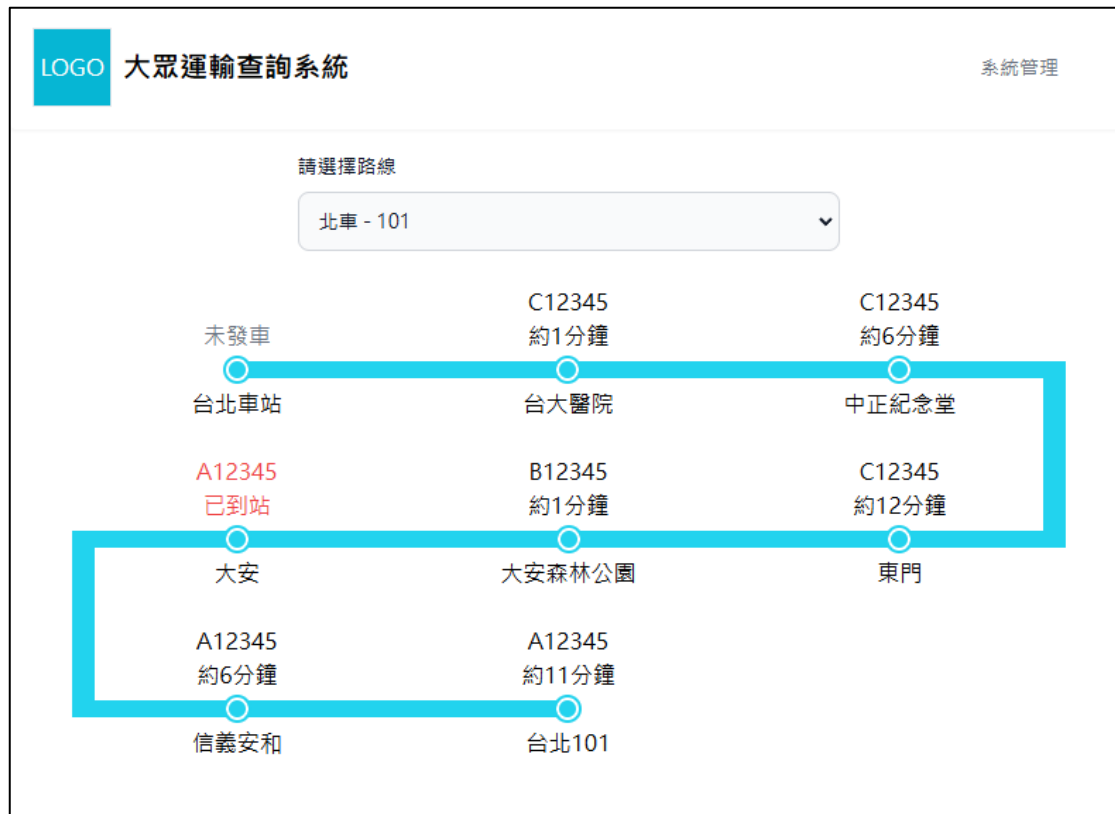 LOGO 大眾運輸查詢系統 系統管理
請選擇路線
北車 - 101
C12345 C12345
未發車 約1分鐘 約6分鐘
台北車站 台大醫院 中正紀念堂
A12345 B12345 C12345
已到站 約1分鐘 約12分鐘
大安 大安森林公園 東門
A12345 A12345
約6分鐘 約11分鐘
信義安和 台北101